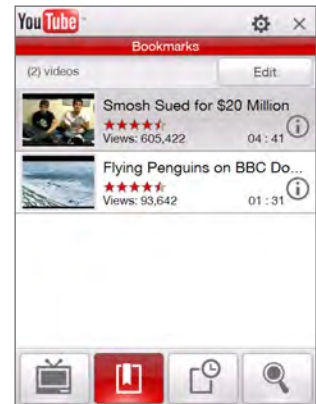 YouTube
Bookmarks
(2) videos
Edit
Smosh Sued for $20 Million
Views: 605,422
04 : 41
Flying Penguins on BBC Do...
Views: 93,642
01 : 31